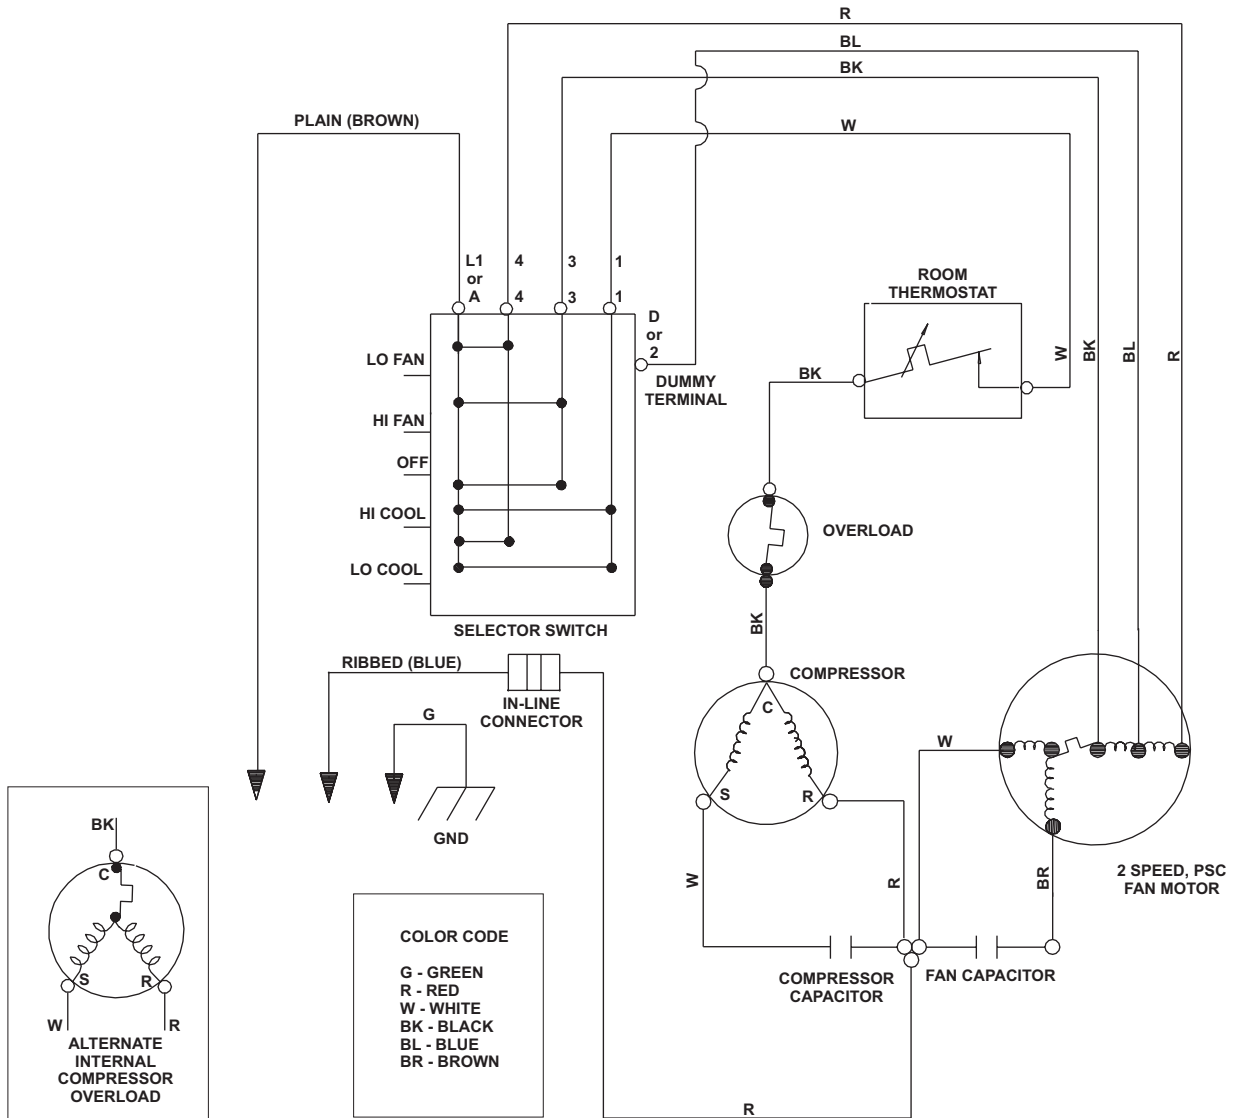 R
BL
BK
PLAIN (BROWN)
W
L1
or
A
4
3
1
4
3
1
D
or
2
DUMMY
TERMINAL
ROOM
THERMOSTAT
W
BK
BL
R
LO FAN
HI FAN
OFF
HI COOL
LO COOL
BK
OVERLOAD
SELECTOR SWITCH
BK
RIBBED (BLUE)
IN-LINE
CONNECTOR
COMPRESSOR
C
S
R
G
GND
W
2 SPEED, PSC
FAN MOTOR
W
R
BR
COMPRESSOR
CAPACITOR
FAN CAPACITOR
BK
C
S
R
W
R
ALTERNATE
INTERNAL
COMPRESSOR
OVERLOAD
COLOR CODE
G - GREEN
R - RED
W - WHITE
BK - BLACK
BL - BLUE
BR - BROWN
R